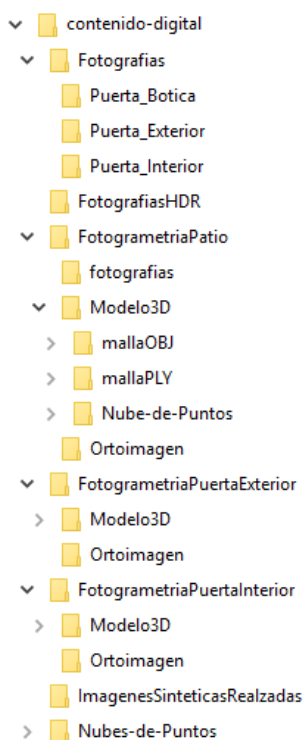 contenido-digital
Fotografias
Puerta_Botica
Puerta_Exterior
Puerta_Interior
FotografiasHDR
FotogrametriaPatio
fotografias
Modelo3D
mallaOBJ
mallaPLY
Nube-de-Puntos
Ortoimagen
FotogrametriaPuertaExterior
Modelo3D
Ortoimagen
FotogrametriaPuertaInterior
Modelo3D
Ortoimagen
ImagenesSinteticasRealzadas
Nubes-de-Puntos